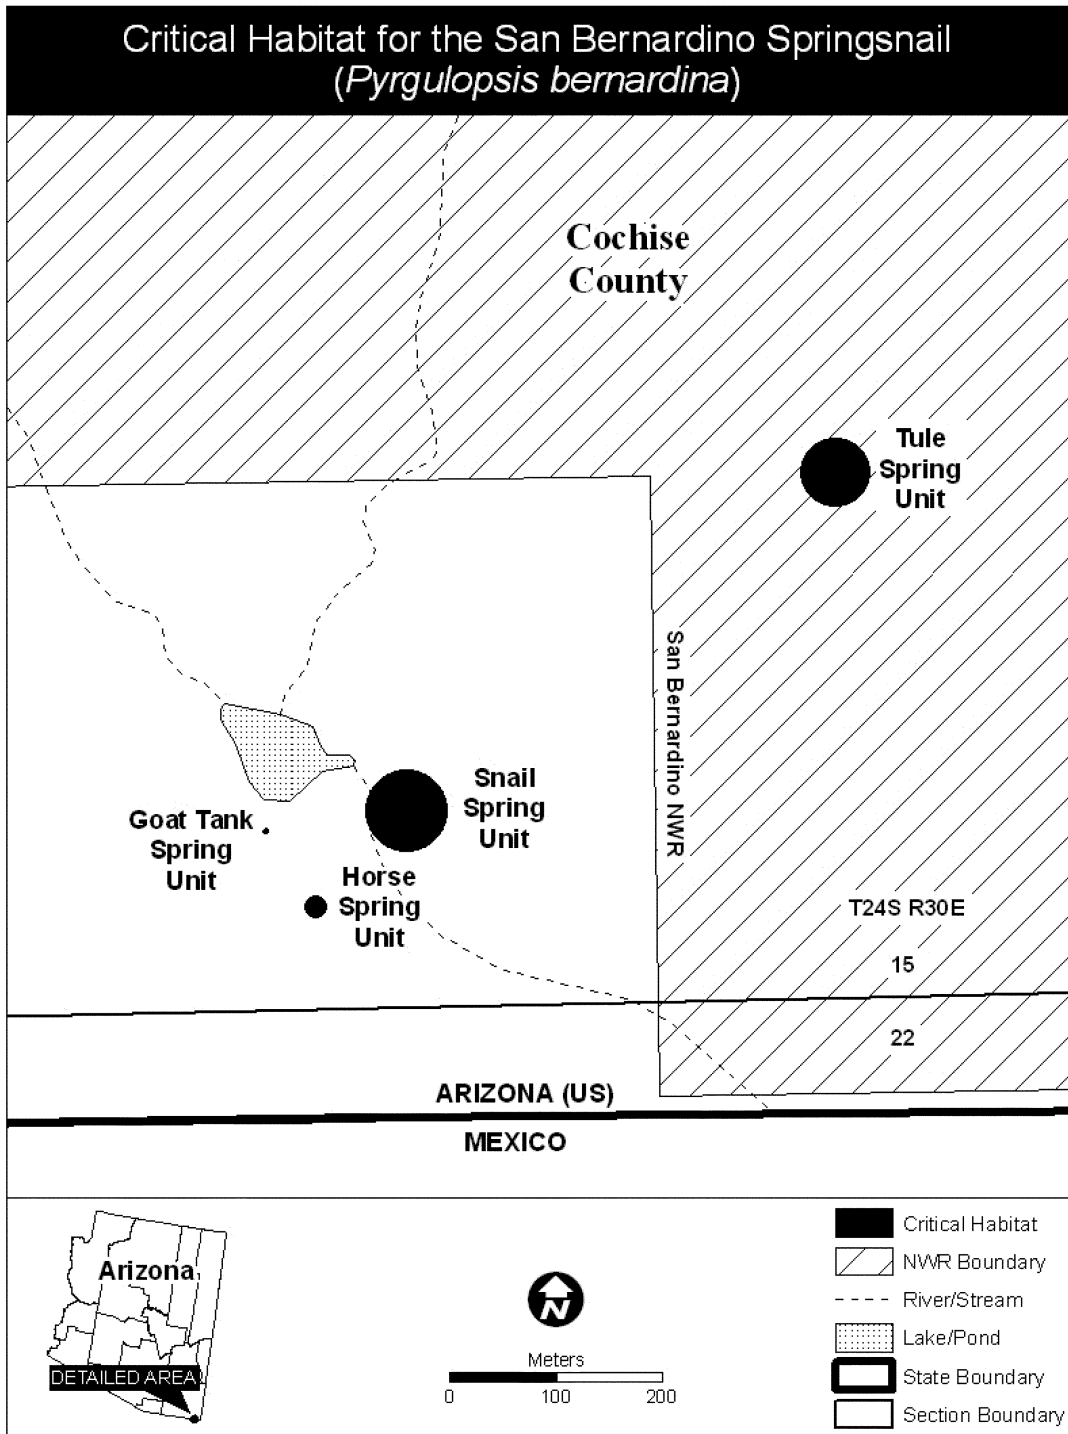 Critical Habitat for the San Bernardino Springsnail
(Pyrgulopsis bernardina)
Cochise
County
Tule
Spring
Unit
San Bernardino NWR
Snail
Spring
Unit
Goat Tank
Spring
Unit
Horse
Spring
Unit
T24S R30E
15
22
ARIZONA (US)
MEXICO
Arizona
DETAILED AREA
N
Meters
0 100 200
Critical Habitat
NWR Boundary
River/Stream
Lake/Pond
State Boundary
Section Boundary